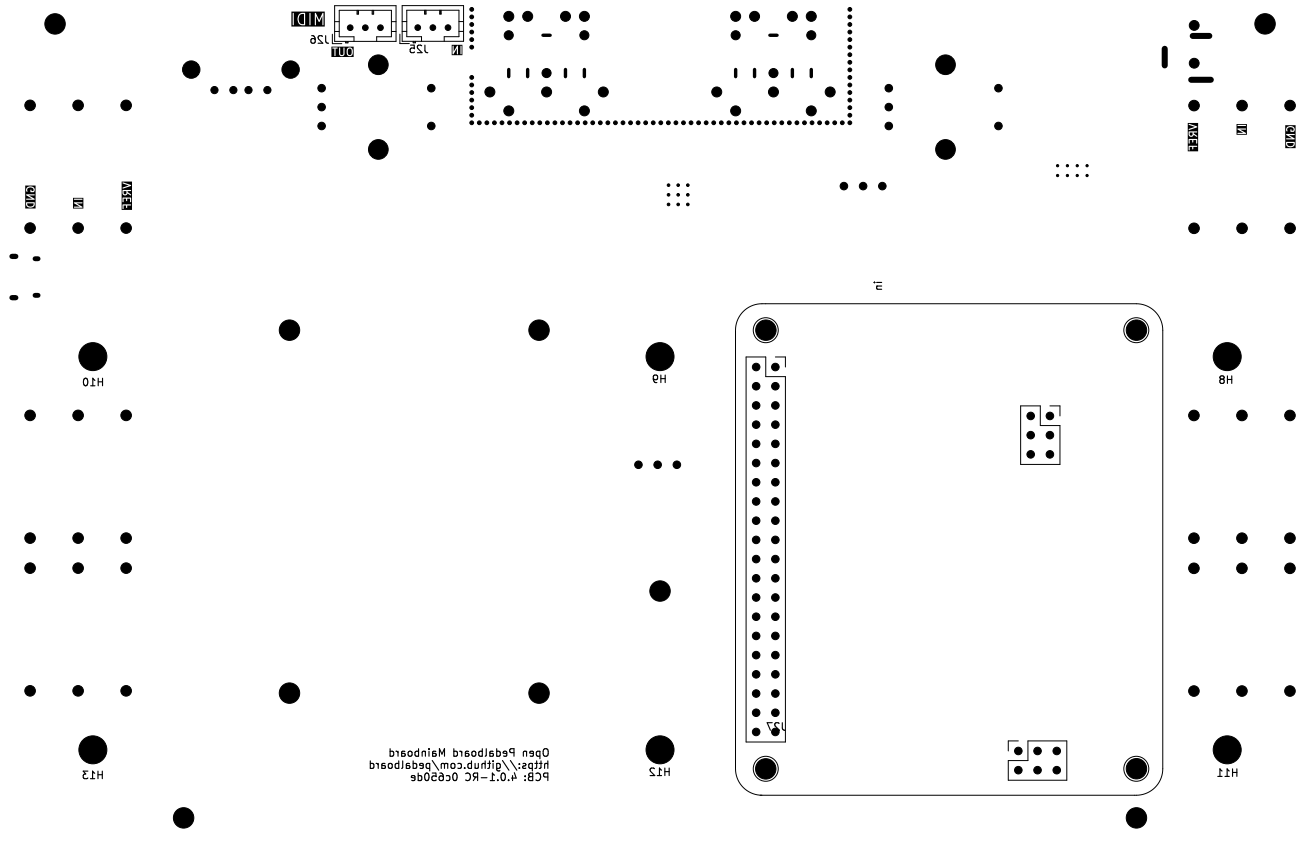 MIDI
J26
OUT
J25
IN
VREF
IN
GND
GND
IN
VREF
in
H10
H9
H8
J27
Open Pedalboard Mainboard
https://github.com/pedalboard
PCB: 4.0.1-RC 0c650de
H13
H12
H11